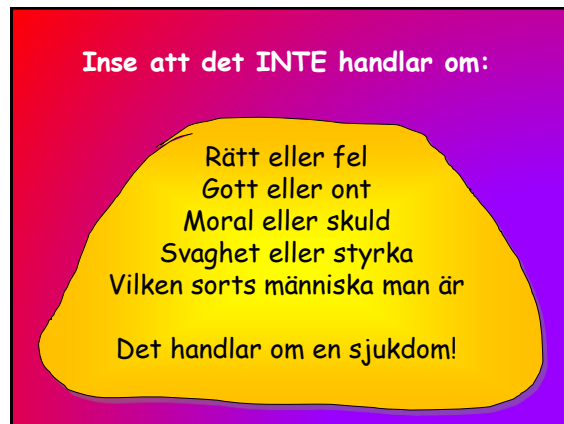 Inse att det INTE handlar om:
Rätt eller fel
Gott eller ont
Moral eller skuld
Svaghet eller styrka
Vilken sorts människa man är
Det handlar om en sjukdom!